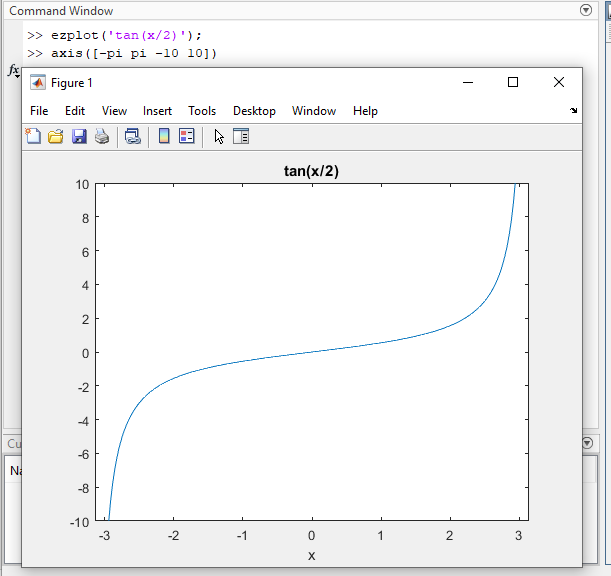 Command Window
>> ezplot('tan(x/2)');
>> axis([-pi pi -10 10])
fx
Figure 1
File Edit View Insert Tools Desktop Window Help
tan(x/2)
10
8
6
4
2
0
-2
-4
-6
-8
-10
-3 -2 -1 0 1 2 3
x
Cu
Na